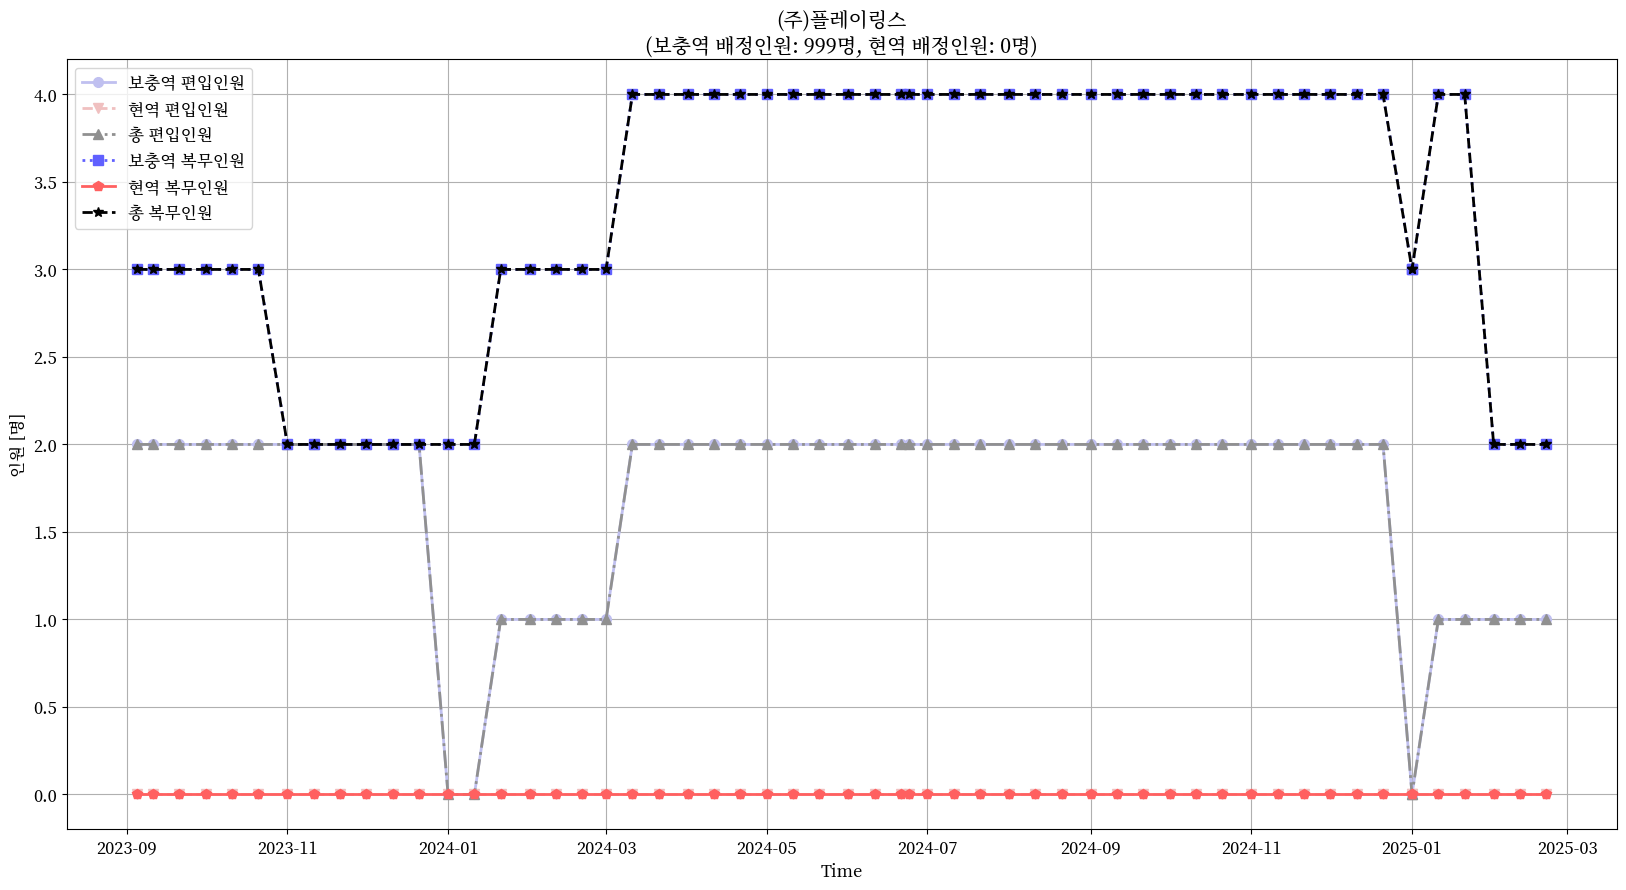 (주)플레이링스
(보충역 배정인원: 999명, 현역 배정인원: 0명)
보충역 편입인원
현역 편입인원
총 편입인원
보충역 복무인원
현역 복무인원
총 복무인원
인원 [명]
4.0
3.5
3.0
2.5
2.0
1.5
1.0
0.5
0.0
2023-09 2023-11 2024-01 2024-03 2024-05 2024-07 2024-09 2024-11 2025-01 2025-03
Time